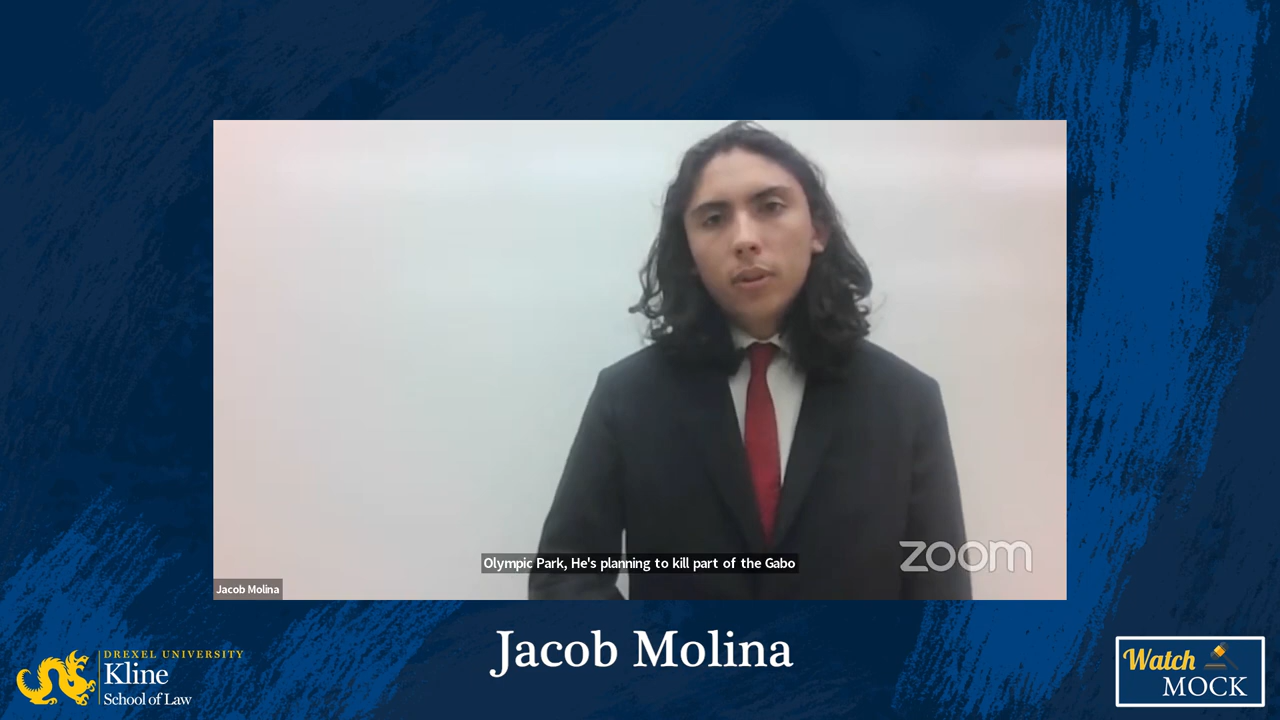 Olympic Park, He's planning to kill part of the Gabo
zoom
Jacob Molina
Jacob Molina
DREXEL UNIVERSITY
Kline
School of Law
Watch
MOCK